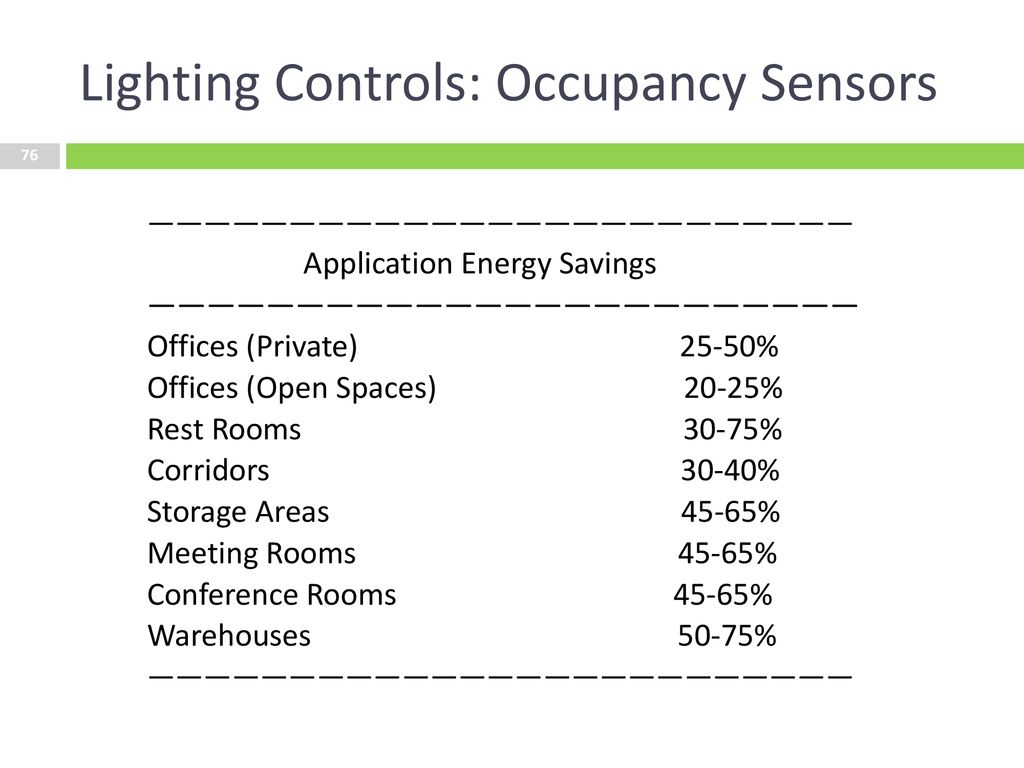 Lighting Controls: Occupancy Sensors
76
—————————————————————————
Application Energy Savings
————————————————————————
Offices (Private) 25-50%
Offices (Open Spaces) 20-25%
Rest Rooms 30-75%
Corridors 30-40%
Storage Areas 45-65%
Meeting Rooms 45-65%
Conference Rooms 45-65%
Warehouses 50-75%
—————————————————————————